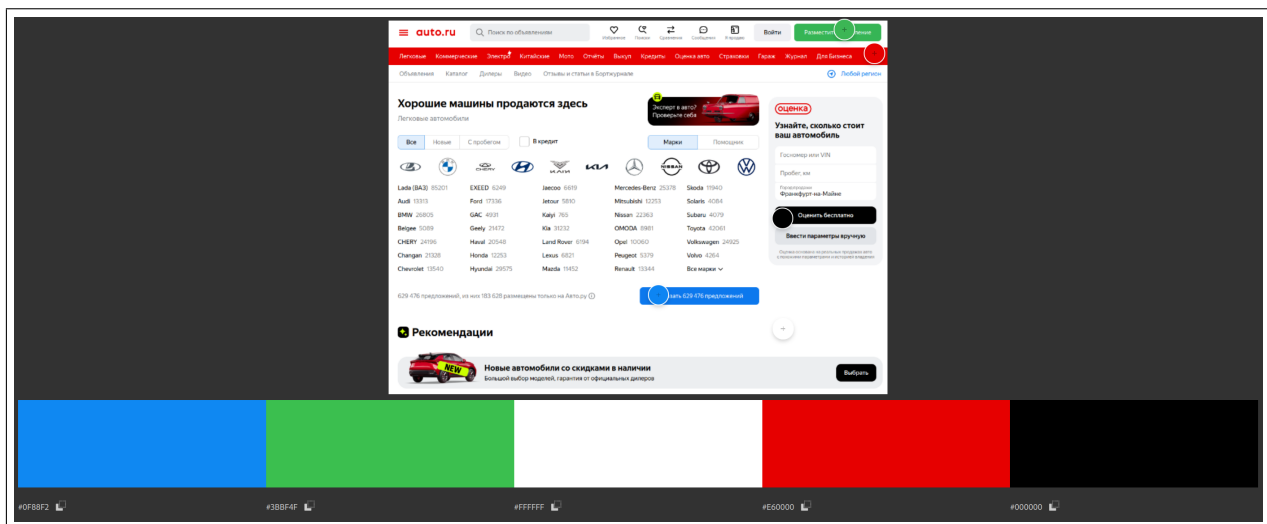 auto.ru
Поиск по объявлениям
Избранное Поиски Сравнения Сообщения Я продаю
Войти
Легковые Коммерческие Электро Китайские Мото Отчёты Выкуп Кредиты Оценка авто Страховки Гараж Журнал Для Бизнеса
Объявления Каталог Дилеры Видео Отзывы и статьи в Бортжурнале Любой регион
Хорошие машины продаются здесь
Легковые автомобили
Эксперт в авто?
Проверьте себя
Все Новые С пробегом В кредит Марки Помощник
CHERY KAIYI KIA NISSAN
Lada (ВАЗ) 85201 EXEED 6249 Jaecoo 6619 Mercedes-Benz 25378 Skoda 11940
Audi 13313 Ford 17336 Jetour 5810 Mitsubishi 12253 Solaris 4084
BMW 26805 GAC 4931 Kaiyi 765 Nissan 22363 Subaru 4079
Belgee 5089 Geely 21472 Kia 31232 OMODA 8981 Toyota 42061
CHERY 24196 Haval 20548 Land Rover 6194 Opel 10060 Volkswagen 24925
Changan 21328 Honda 12253 Lexus 6821 Peugeot 5379 Volvo 4264
Chevrolet 13540 Hyundai 29575 Mazda 11452 Renault 13344 Все марки
629 476 предложений, из них 183 628 размещены только на Авто.ру
629 476 предложений
оценка
Узнайте, сколько стоит
ваш автомобиль
Госномер или VIN
Пробег, км
Франкфурт-на-Майне
Оценить бесплатно
Ввести параметры вручную
Рекомендации
NEW
Новые автомобили со скидками в наличии
Большой выбор моделей, гарантия от официальных дилеров
Выбрать
#0F88F2 #3BBF4F #FFFFFF #E60000 #000000